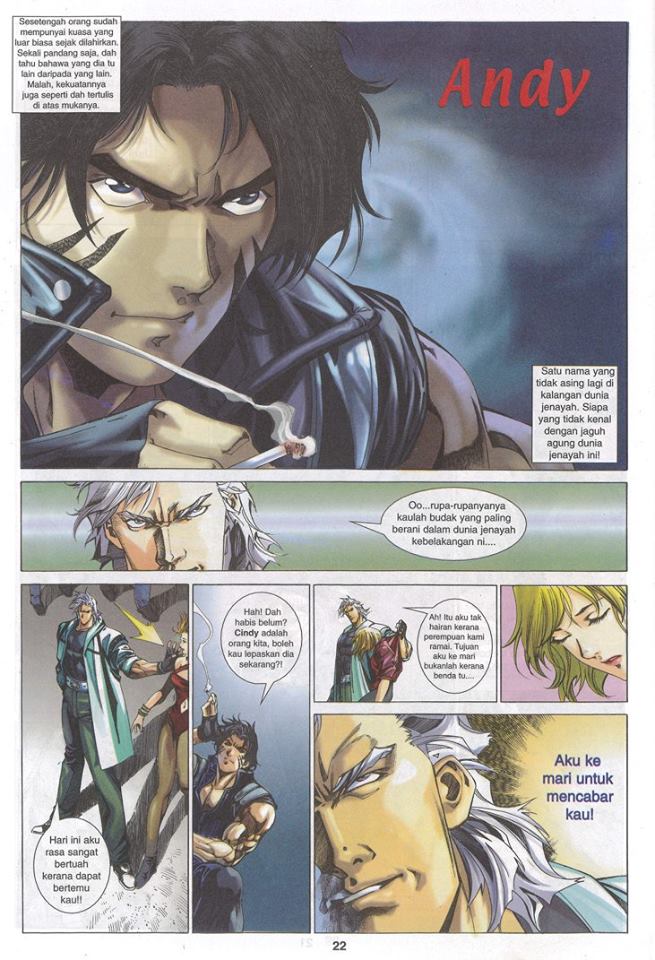 Sesetengah orang sudah
mempunyai kuasa yang
luar biasa sejak dilahirkan.
Sekali pandang saja, dah
tahu bahawa yang dia tu
lain daripada yang lain.
Malah, kekuatannya
juga seperti dah tertulis
di atas mukanya.
Andy
Satu nama yang
tidak asing lagi di
kalangan dunia
jenayah. Siapa
yang tidak kenal
dengan jaguh
agung dunia
jenayah ini!
Oo...rupa-rupanyanya
kaulah budak yang paling
berani dalam dunia jenayah
kebelakangan ni....
Hari ini aku
rasa sangat
bertuah
kerana dapat
bertemu
kau!!
Hah! Dah
habis belum?
Cindy adalah
orang kita, boleh
kau lepaskan dia
sekarang?!
Ah! Itu aku tak
hairan kerana
perempuan kami
ramai. Tujuan
aku ke mari
bukanlah kerana
benda tu....
Aku ke
mari untuk
mencabar
kau!
22
21